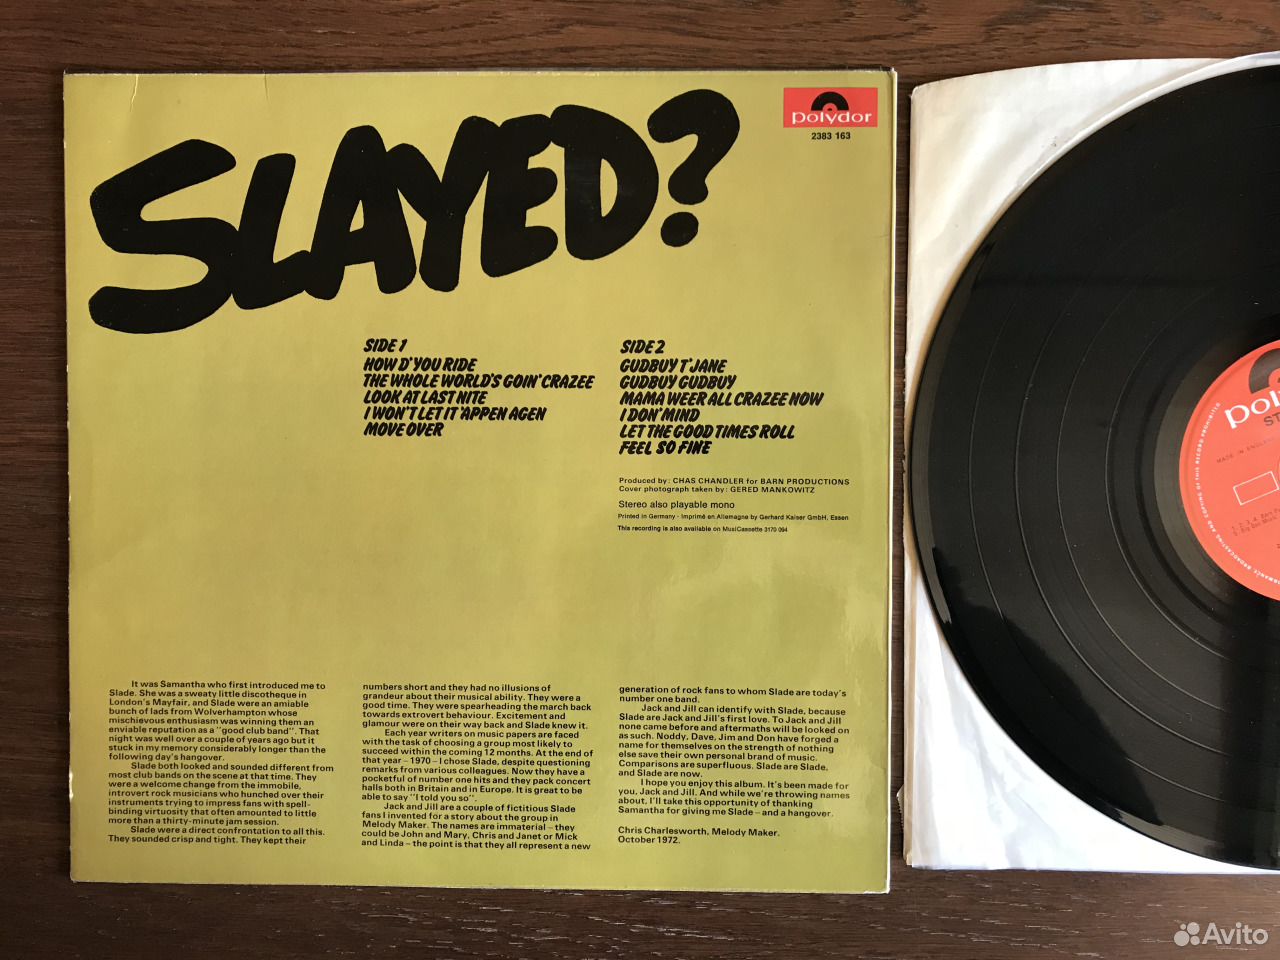 SLAYED?
polydor
2383 163
SIDE 1
HOW D'YOU RIDE
THE WHOLE WORLD'S GOIN' CRAZEE
LOOK AT LAST NITE
I WON'T LET IT 'APPEN AGEN
MOVE OVER
SIDE 2
GUDBUY T'JANE
GUDBUY GUDBUY
MAMA WEER ALL CRAZEE NOW
I DON' MIND
LET THE GOOD TIMES ROLL
FEEL SO FINE
Produced by: CHAS CHANDLER for BARN PRODUCTIONS
Cover photograph taken by: GERED MANKOWITZ
Stereo also playable mono
Printed in Germany · Imprimé en Allemagne by Gerhard Kaiser GmbH, Essen
This recording is also available on MusiCassette 3170 094
It was Samantha who first introduced me to
Slade. She was a sweaty little discotheque in
London's Mayfair, and Slade were an amiable
bunch of lads from Wolverhampton whose
mischievous enthusiasm was winning them an
enviable reputation as a "good club band". That
night was well over a couple of years ago but it
stuck in my memory considerably longer than the
following day's hangover.
Slade both looked and sounded different from
most club bands on the scene at that time. They
were a welcome change from the immobile,
introvert rock musicians who hunched over their
instruments trying to impress fans with spell-
binding virtuosity that often amounted to little
more than a thirty-minute jam session.
Slade were a direct confrontation to all this.
They sounded crisp and tight. They kept their
numbers short and they had no illusions of
grandeur about their musical ability. They were a
good time. They were spearheading the march back
towards extrovert behaviour. Excitement and
glamour were on their way back and Slade knew it.
Each year writers on music papers are faced
with the task of choosing a group most likely to
succeed within the coming 12 months. At the end of
that year – 1970 – I chose Slade, despite questioning
remarks from various colleagues. Now they have a
pocketful of number one hits and they pack concert
halls both in Britain and in Europe. It is great to be
able to say "I told you so".
Jack and Jill are a couple of fictitious Slade
fans I invented for a story about the group in
Melody Maker. The names are immaterial – they
could be John and Mary, Chris and Janet or Mick
and Linda – the point is that they all represent a new
generation of rock fans to whom Slade are today's
number one band.
Jack and Jill can identify with Slade, because
Slade are Jack and Jill's first love. To Jack and Jill
none came before and aftermaths will be looked on
as such. Noddy, Dave, Jim and Don have forged a
name for themselves on the strength of nothing
else save their own personal brand of music.
Comparisons are superfluous. Slade are Slade,
and Slade are now.
I hope you enjoy this album. It's been made for
you, Jack and Jill. And while we're throwing names
about, I'll take this opportunity of thanking
Samantha for giving me Slade – and a hangover.
Chris Charlesworth, Melody Maker.
October 1972.
MADE IN ENGLAND
Avito